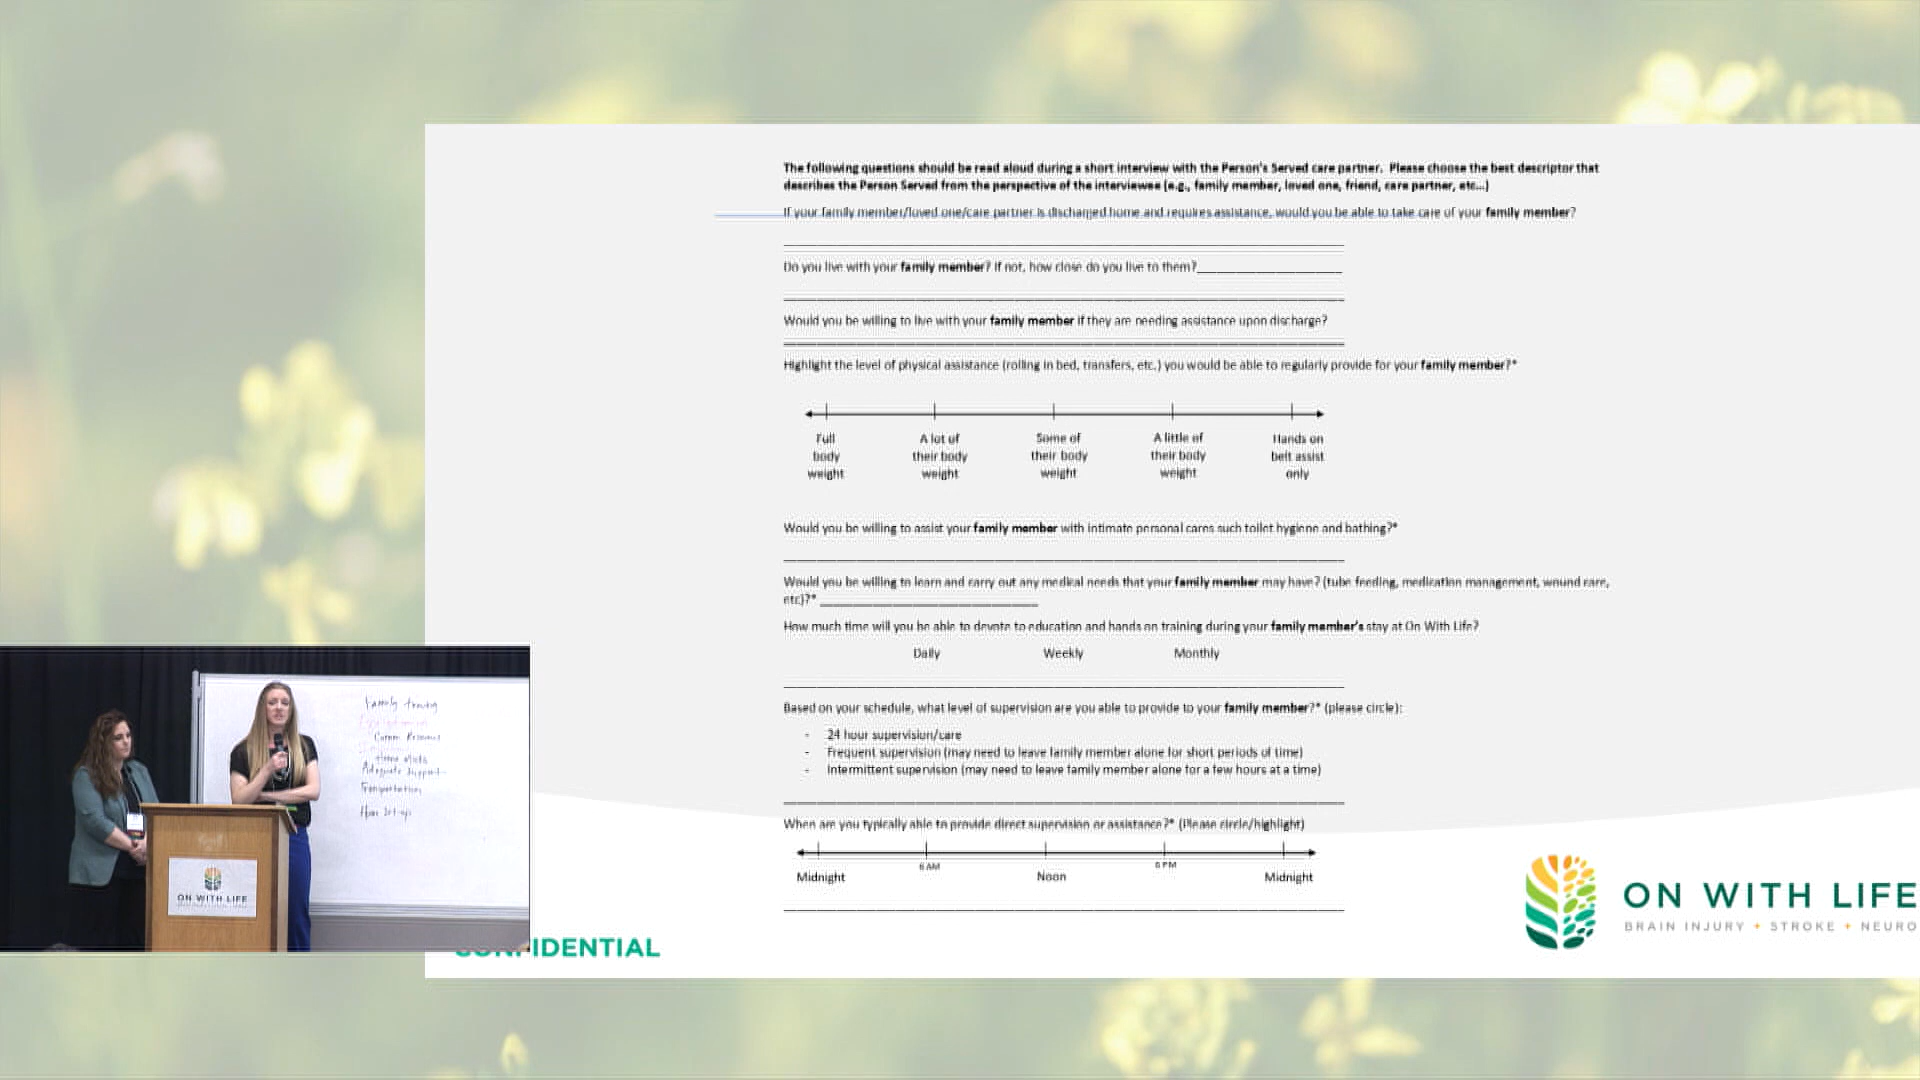 The following questions should be read aloud during a short interview with the Person's Served care partner. Please choose the best descriptor that
describes the Person Served from the perspective of the interviewee (e.g., family member, loved one, friend, care partner, etc...)
If your family member/loved one/care partner is discharged home and requires assistance, would you be able to take care of your family member?
Do you live with your family member? If not, how close do you live to them?
Would you be willing to live with your family member if they are needing assistance upon discharge?
Highlight the level of physical assistance (rolling in bed, transfers, etc.) you would be able to regularly provide for your family member?*
Full body weight
A lot of their body weight
Some of their body weight
A little of their body weight
Hands on belt assist only
Would you be willing to assist your family member with intimate personal cares such toilet hygiene and bathing?*
Would you be willing to learn and carry out any medical needs that your family member may have? (tube feeding, medication management, wound care,
etc)?*
How much time will you be able to devote to education and hands on training during your family member's stay at On With Life?
Daily Weekly Monthly
Based on your schedule, what level of supervision are you able to provide to your family member?* (please circle):
- 24 hour supervision/care
- Frequent supervision (may need to leave family member alone for short periods of time)
- Intermittent supervision (may need to leave family member alone for a few hours at a time)
When are you typically able to provide direct supervision or assistance?* (Please circle/highlight)
Midnight 6 AM Noon 6 PM Midnight
Family training
Adequate support
Transportation
Home set-up
ON WITH LIFE
CONFIDENTIAL
ON WITH LIFE
BRAIN INJURY + STROKE + NEURO